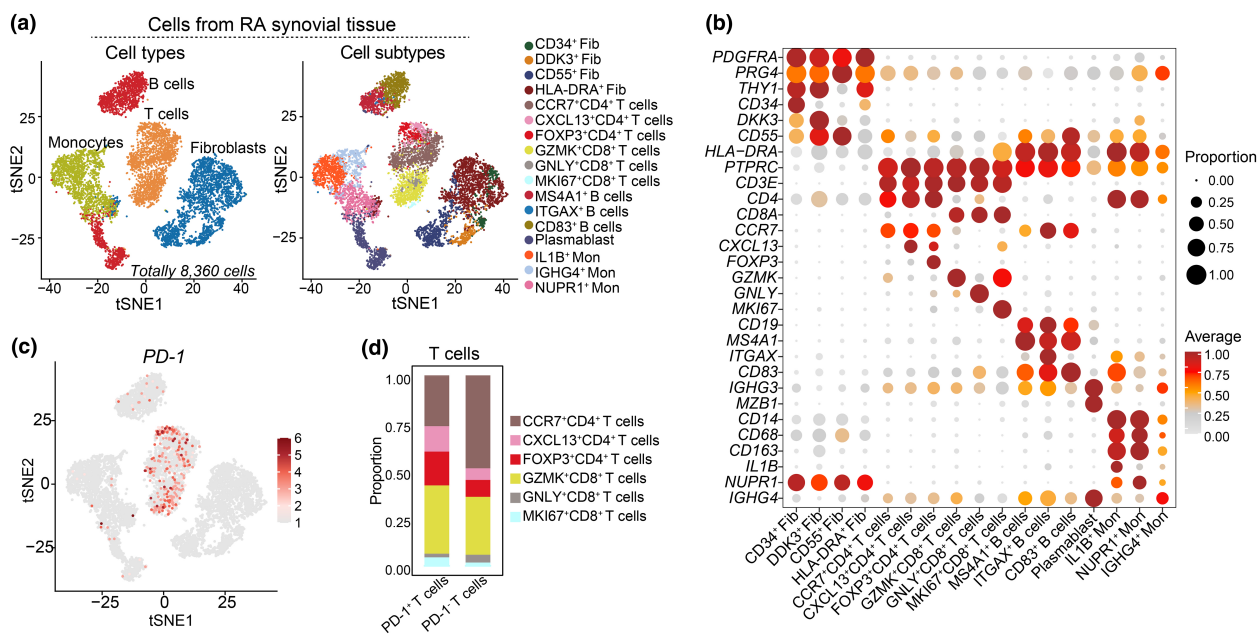 (a)
Cells from RA synovial tissue
Cell types
Cell subtypes
B cells
T cells
Monocytes
Fibroblasts
Totally 8,360 cells
tSNE2
25
0
−25
−40
−20
0
20
40
tSNE1
tSNE2
25
0
−25
−40
−20
0
20
40
tSNE1
CD34⁺ Fib
DDK3⁺ Fib
CD55⁺ Fib
HLA-DRA⁺ Fib
CCR7⁺CD4⁺ T cells
CXCL13⁺CD4⁺ T cells
FOXP3⁺CD4⁺ T cells
GZMK⁺CD8⁺ T cells
GNLY⁺CD8⁺ T cells
MKI67⁺CD8⁺ T cells
MS4A1⁺ B cells
ITGAX⁺ B cells
CD83⁺ B cells
Plasmablast
IL1B⁺ Mon
IGHG4⁺ Mon
NUPR1⁺ Mon
(b)
PDGFRA
PRG4
THY1
CD34
DKK3
CD55
HLA-DRA
PTPRC
CD3E
CD4
CD8A
CCR7
CXCL13
FOXP3
GZMK
GNLY
MKI67
CD19
MS4A1
ITGAX
CD83
IGHG3
MZB1
CD14
CD68
CD163
IL1B
NUPR1
IGHG4
CD34⁺ Fib
DDK3⁺ Fib
CD55⁺ Fib
HLA-DRA⁺ Fib
CCR7⁺CD4⁺ T cells
CXCL13⁺CD4⁺ T cells
FOXP3⁺CD4⁺ T cells
GZMK⁺CD8⁺ T cells
GNLY⁺CD8⁺ T cells
MKI67⁺CD8⁺ T cells
MS4A1⁺ B cells
ITGAX⁺ B cells
CD83⁺ B cells
Plasmablast
IL1B⁺ Mon
NUPR1⁺ Mon
IGHG4⁺ Mon
Proportion
0.00
0.25
0.50
0.75
1.00
Average
1.00
0.75
0.50
0.25
0.00
(c)
PD-1
tSNE2
25
0
−25
−25
0
25
tSNE1
6
5
4
3
2
1
(d)
T cells
Proportion
1.00
0.75
0.50
0.25
0.00
PD-1⁺ T cells
PD-1⁻ T cells
CCR7⁺CD4⁺ T cells
CXCL13⁺CD4⁺ T cells
FOXP3⁺CD4⁺ T cells
GZMK⁺CD8⁺ T cells
GNLY⁺CD8⁺ T cells
MKI67⁺CD8⁺ T cells